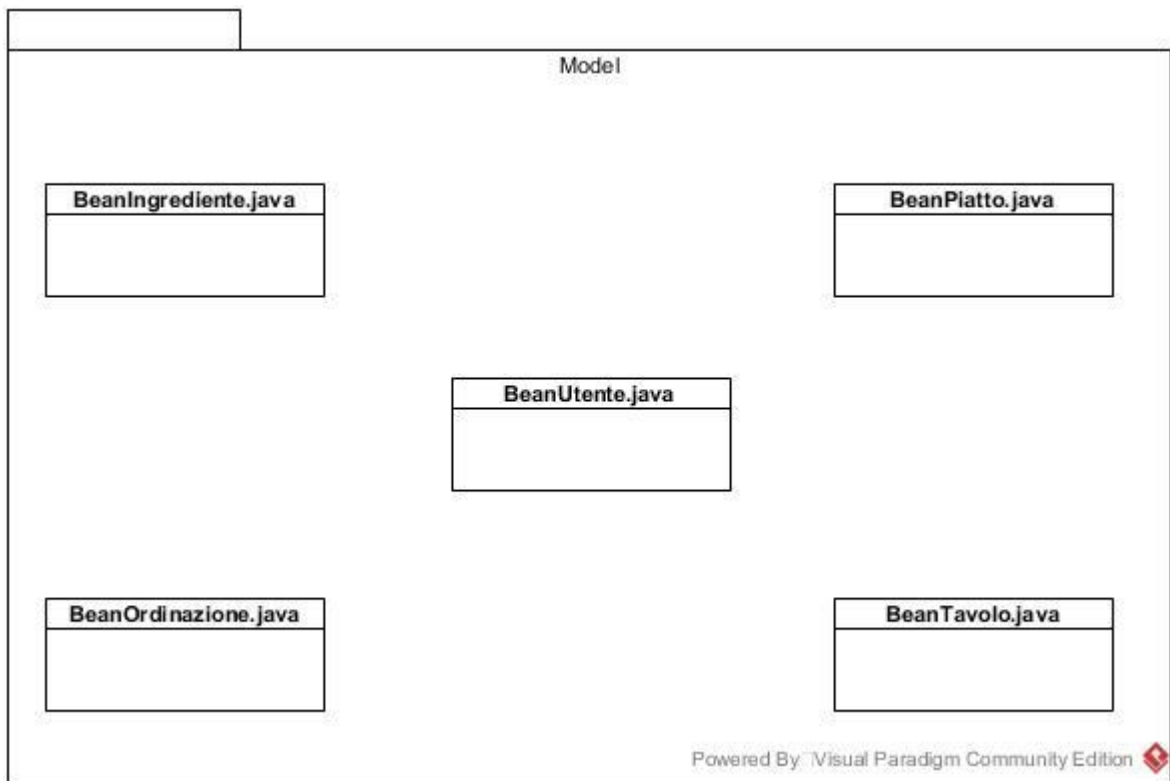 Model
BeanIngrediente.java
BeanPiatto.java
BeanUtente.java
BeanOrdinazione.java
BeanTavolo.java
Powered By Visual Paradigm Community Edition